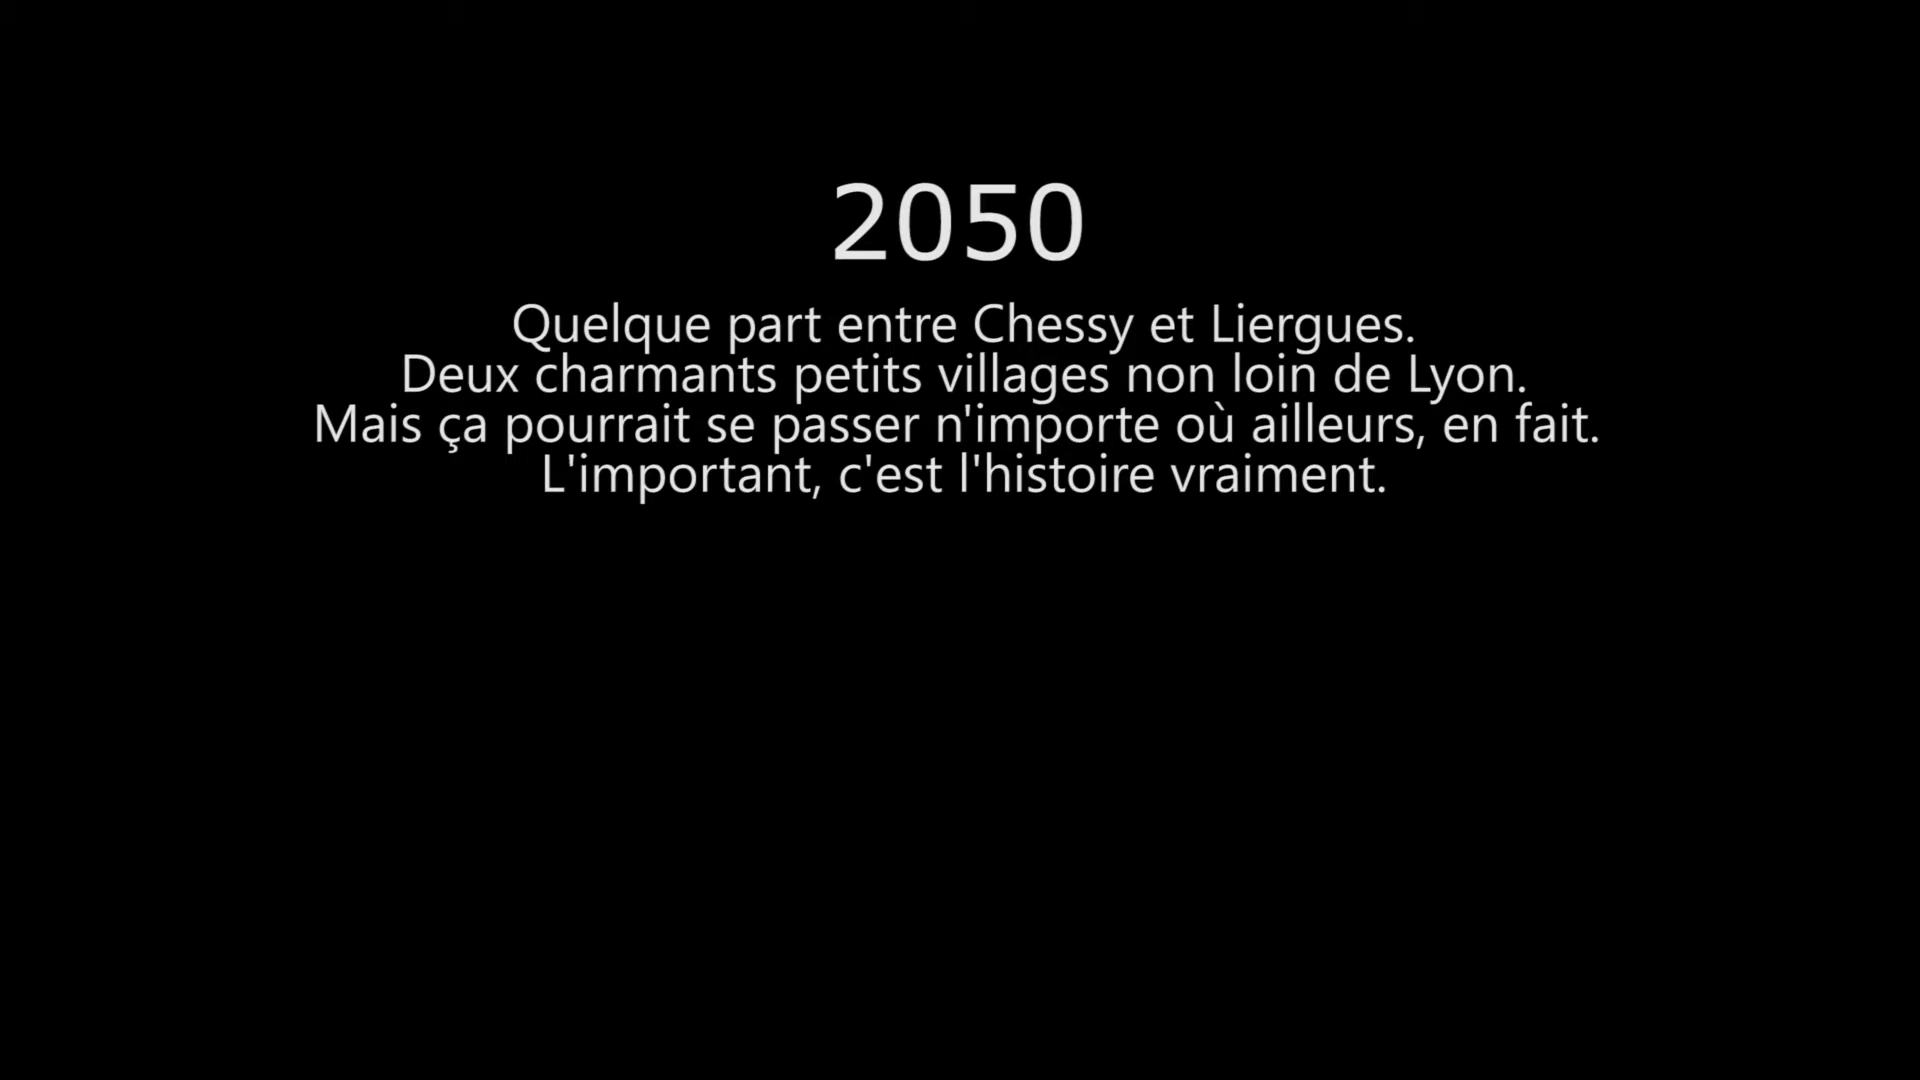 2050
Quelque part entre Chessy et Liergues.
Deux charmants petits villages non loin de Lyon.
Mais ça pourrait se passer n'importe où ailleurs, en fait.
L'important, c'est l'histoire vraiment.